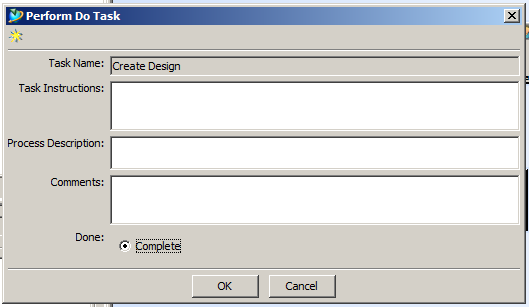 Perform Do Task
Task Name: Create Design
Task Instructions:
Process Description:
Comments:
Done: Complete
OK Cancel